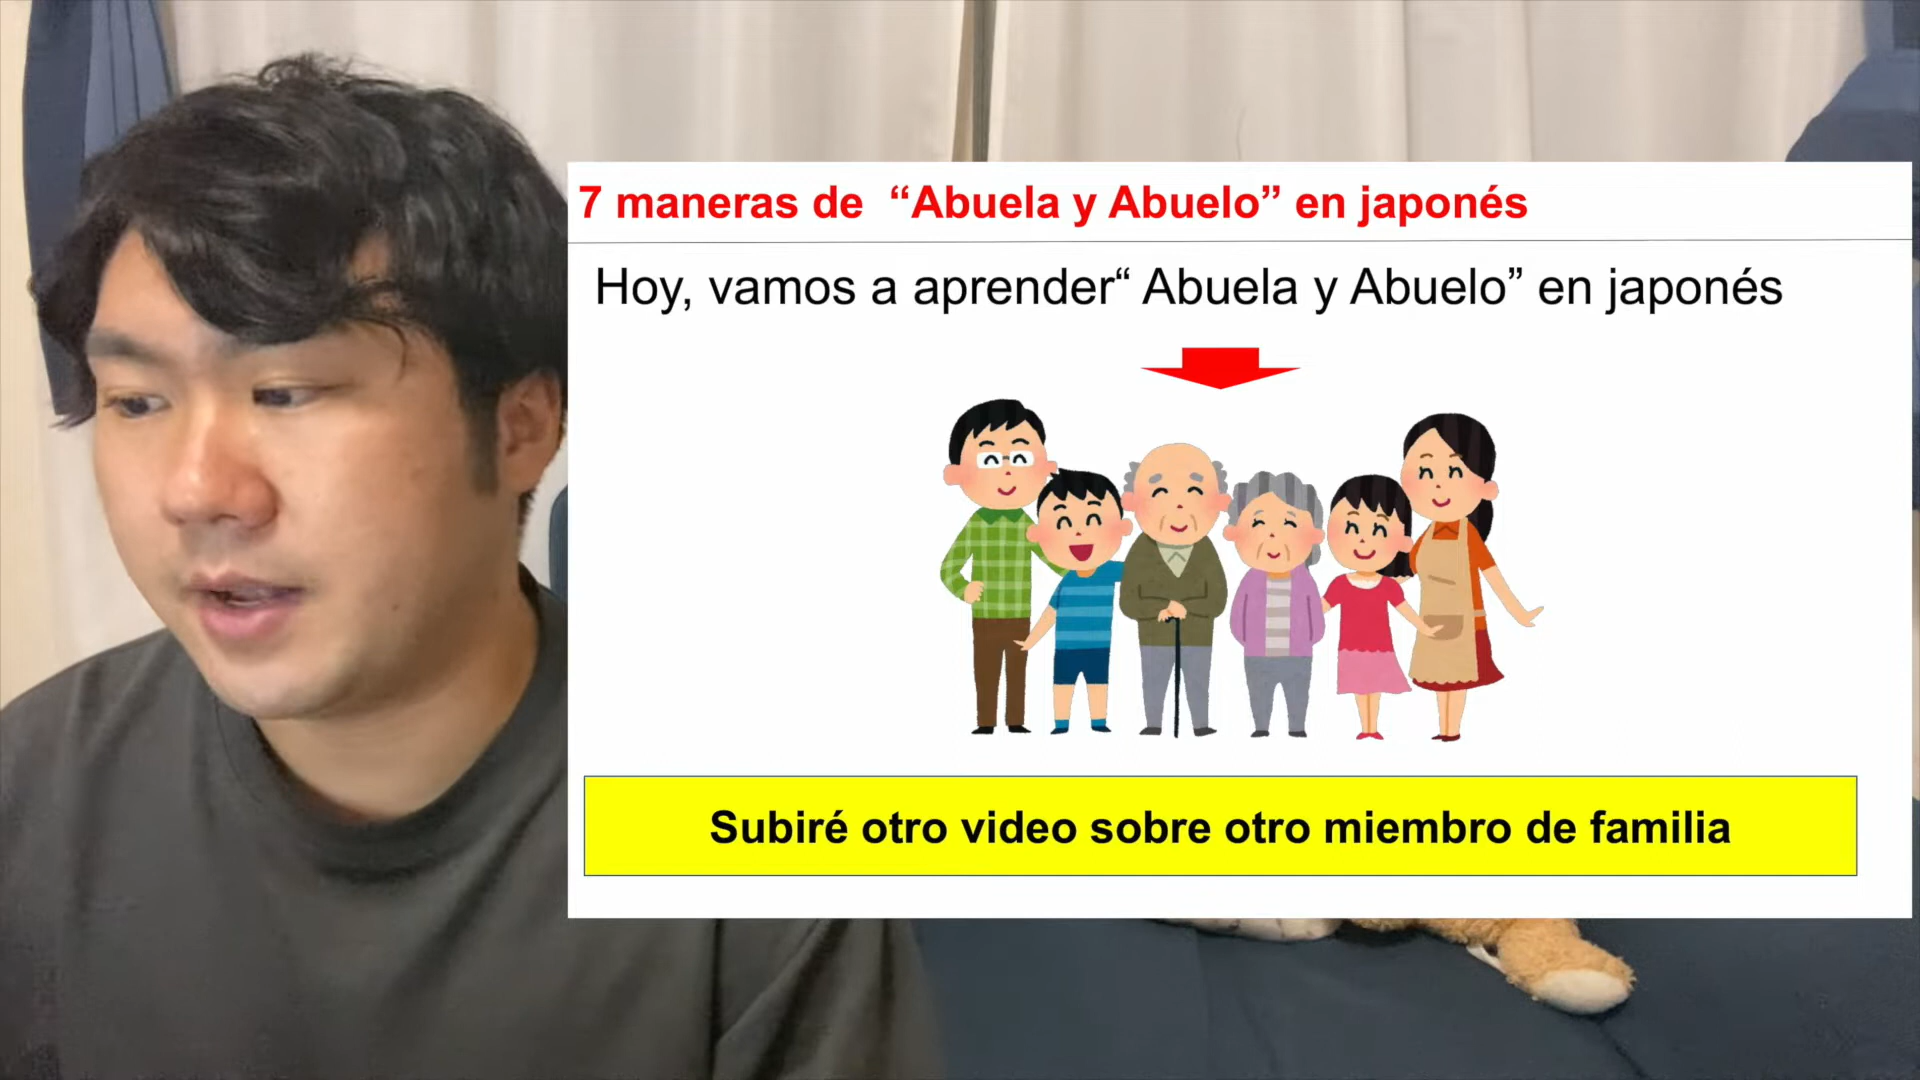 7 maneras de “Abuela y Abuelo” en japonés
Hoy, vamos a aprender“ Abuela y Abuelo” en japonés
Subiré otro video sobre otro miembro de familia